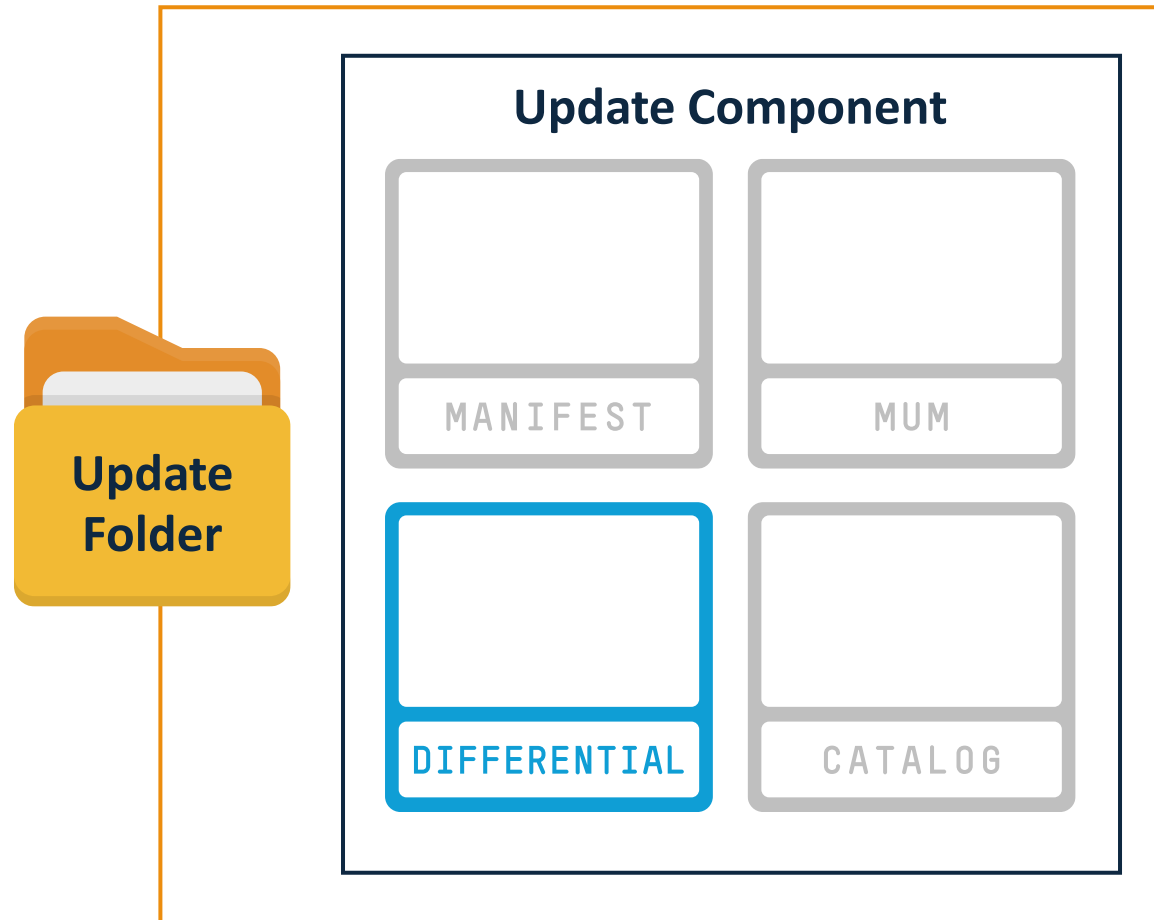 Update Component
MANIFEST
MUM
Update
Folder
DIFFERENTIAL
CATALOG